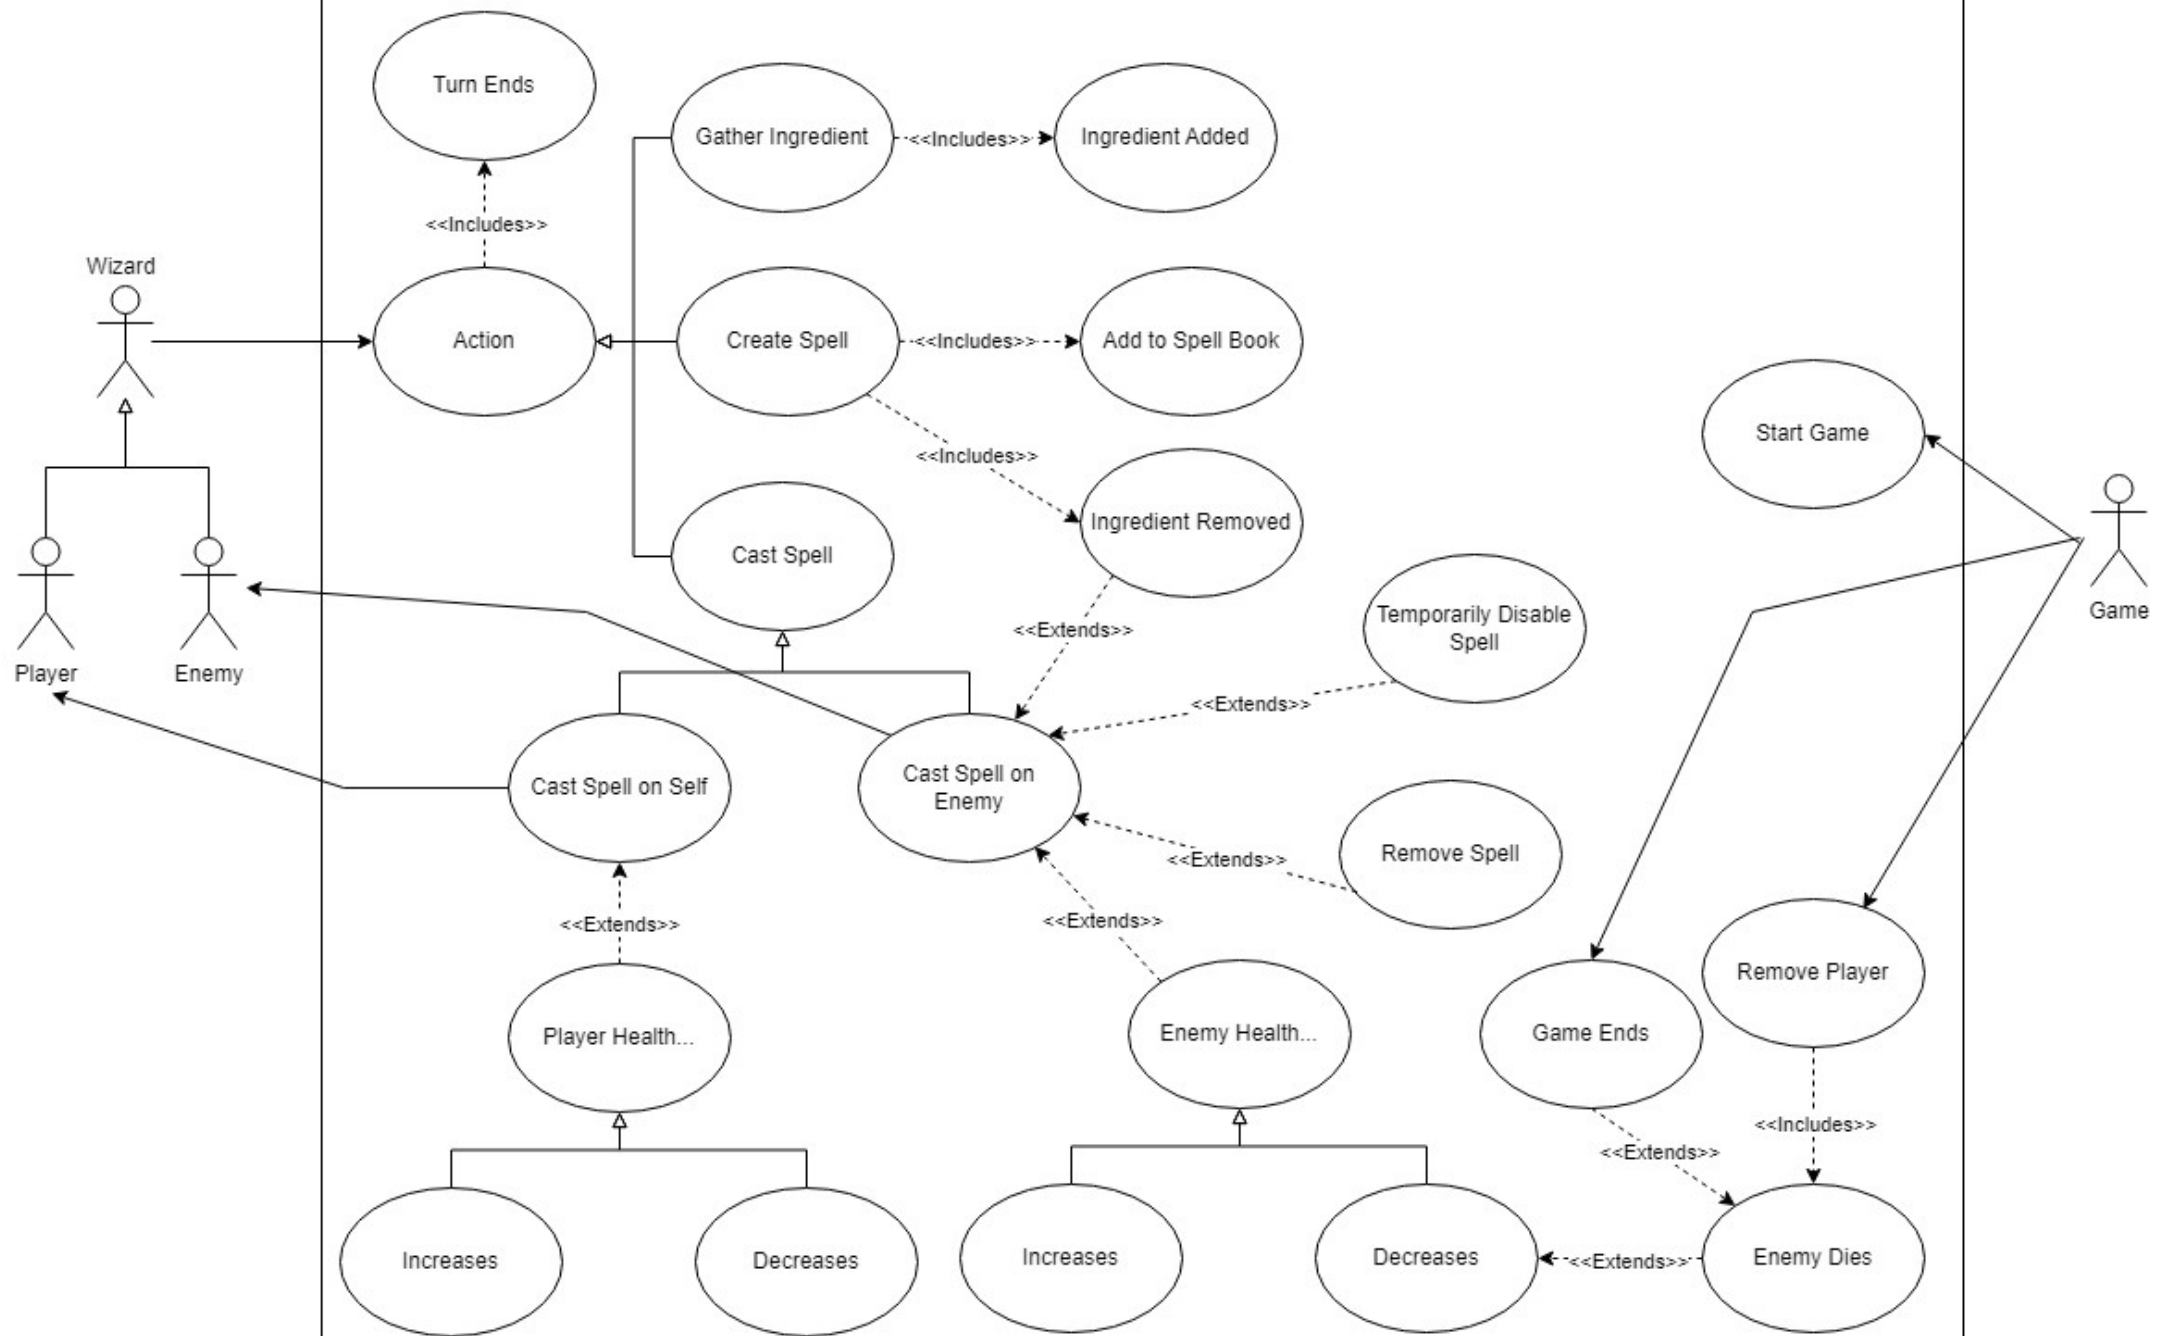 Turn Ends
Gather Ingredient
<<Includes>>
Ingredient Added
<<Includes>>
Wizard
Action
Create Spell
<<Includes>>
Add to Spell Book
Start Game
<<Includes>>
Ingredient Removed
Cast Spell
Temporarily Disable
Spell
Game
<<Extends>>
Player
Enemy
<<Extends>>
Cast Spell on Self
Cast Spell on
Enemy
Remove Spell
<<Extends>>
<<Extends>>
<<Extends>>
Remove Player
Player Health...
Enemy Health...
Game Ends
<<Includes>>
<<Extends>>
Increases
Decreases
Increases
Decreases
<<Extends>>
Enemy Dies